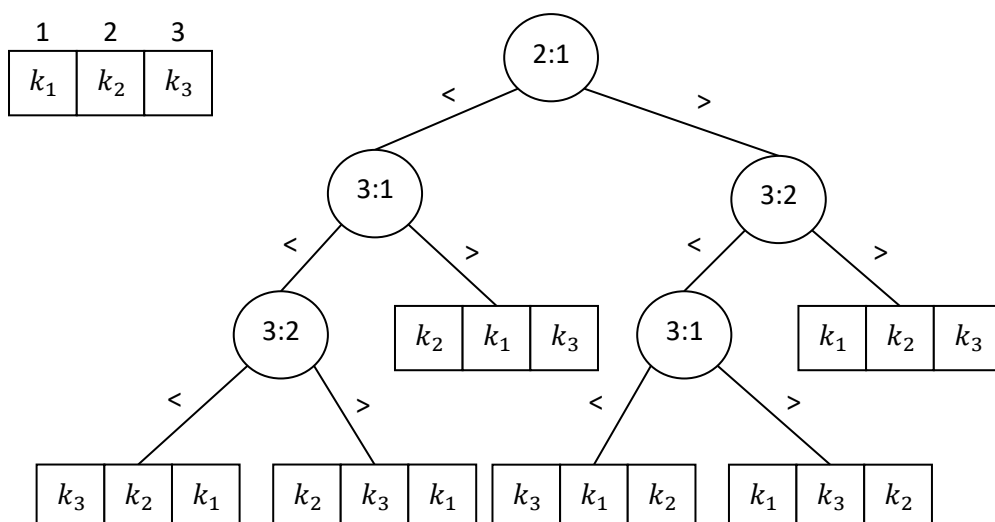 1 2 3
k₁ k₂ k₃
2:1
< >
3:1 3:2
< > < >
3:2 k₂ k₁ k₃ 3:1 k₁ k₂ k₃
< > < >
k₃ k₂ k₁ k₂ k₃ k₁ k₃ k₁ k₂ k₁ k₃ k₂